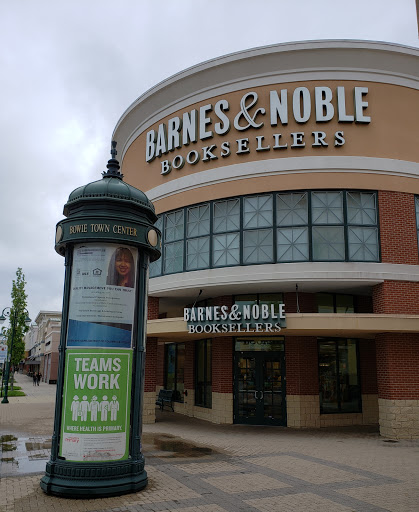 BARNES & NOBLE
BOOKSELLERS
BOWIE TOWN CENTER
BARNES & NOBLE
BOOKSELLERS
TEAMS
WORK
WHERE HEALTH IS PRIMARY.